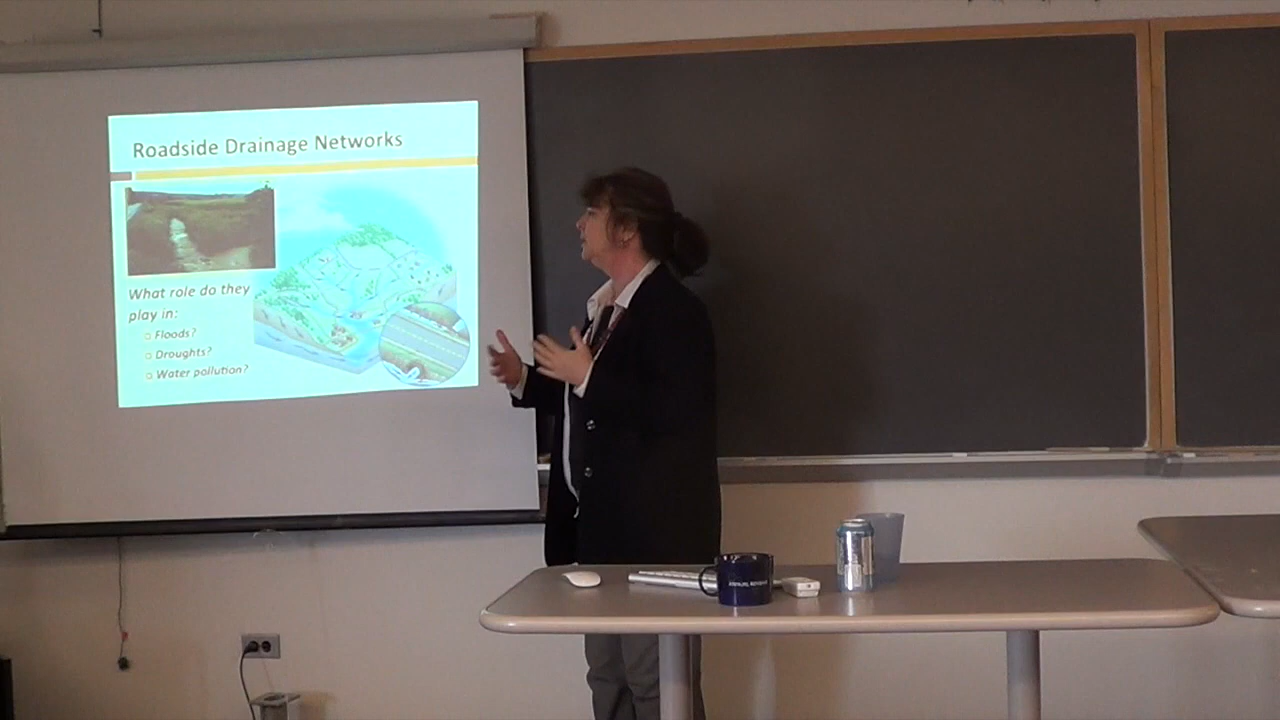 Roadside Drainage Networks
What role do they
play in:
Floods?
Droughts?
Water pollution?